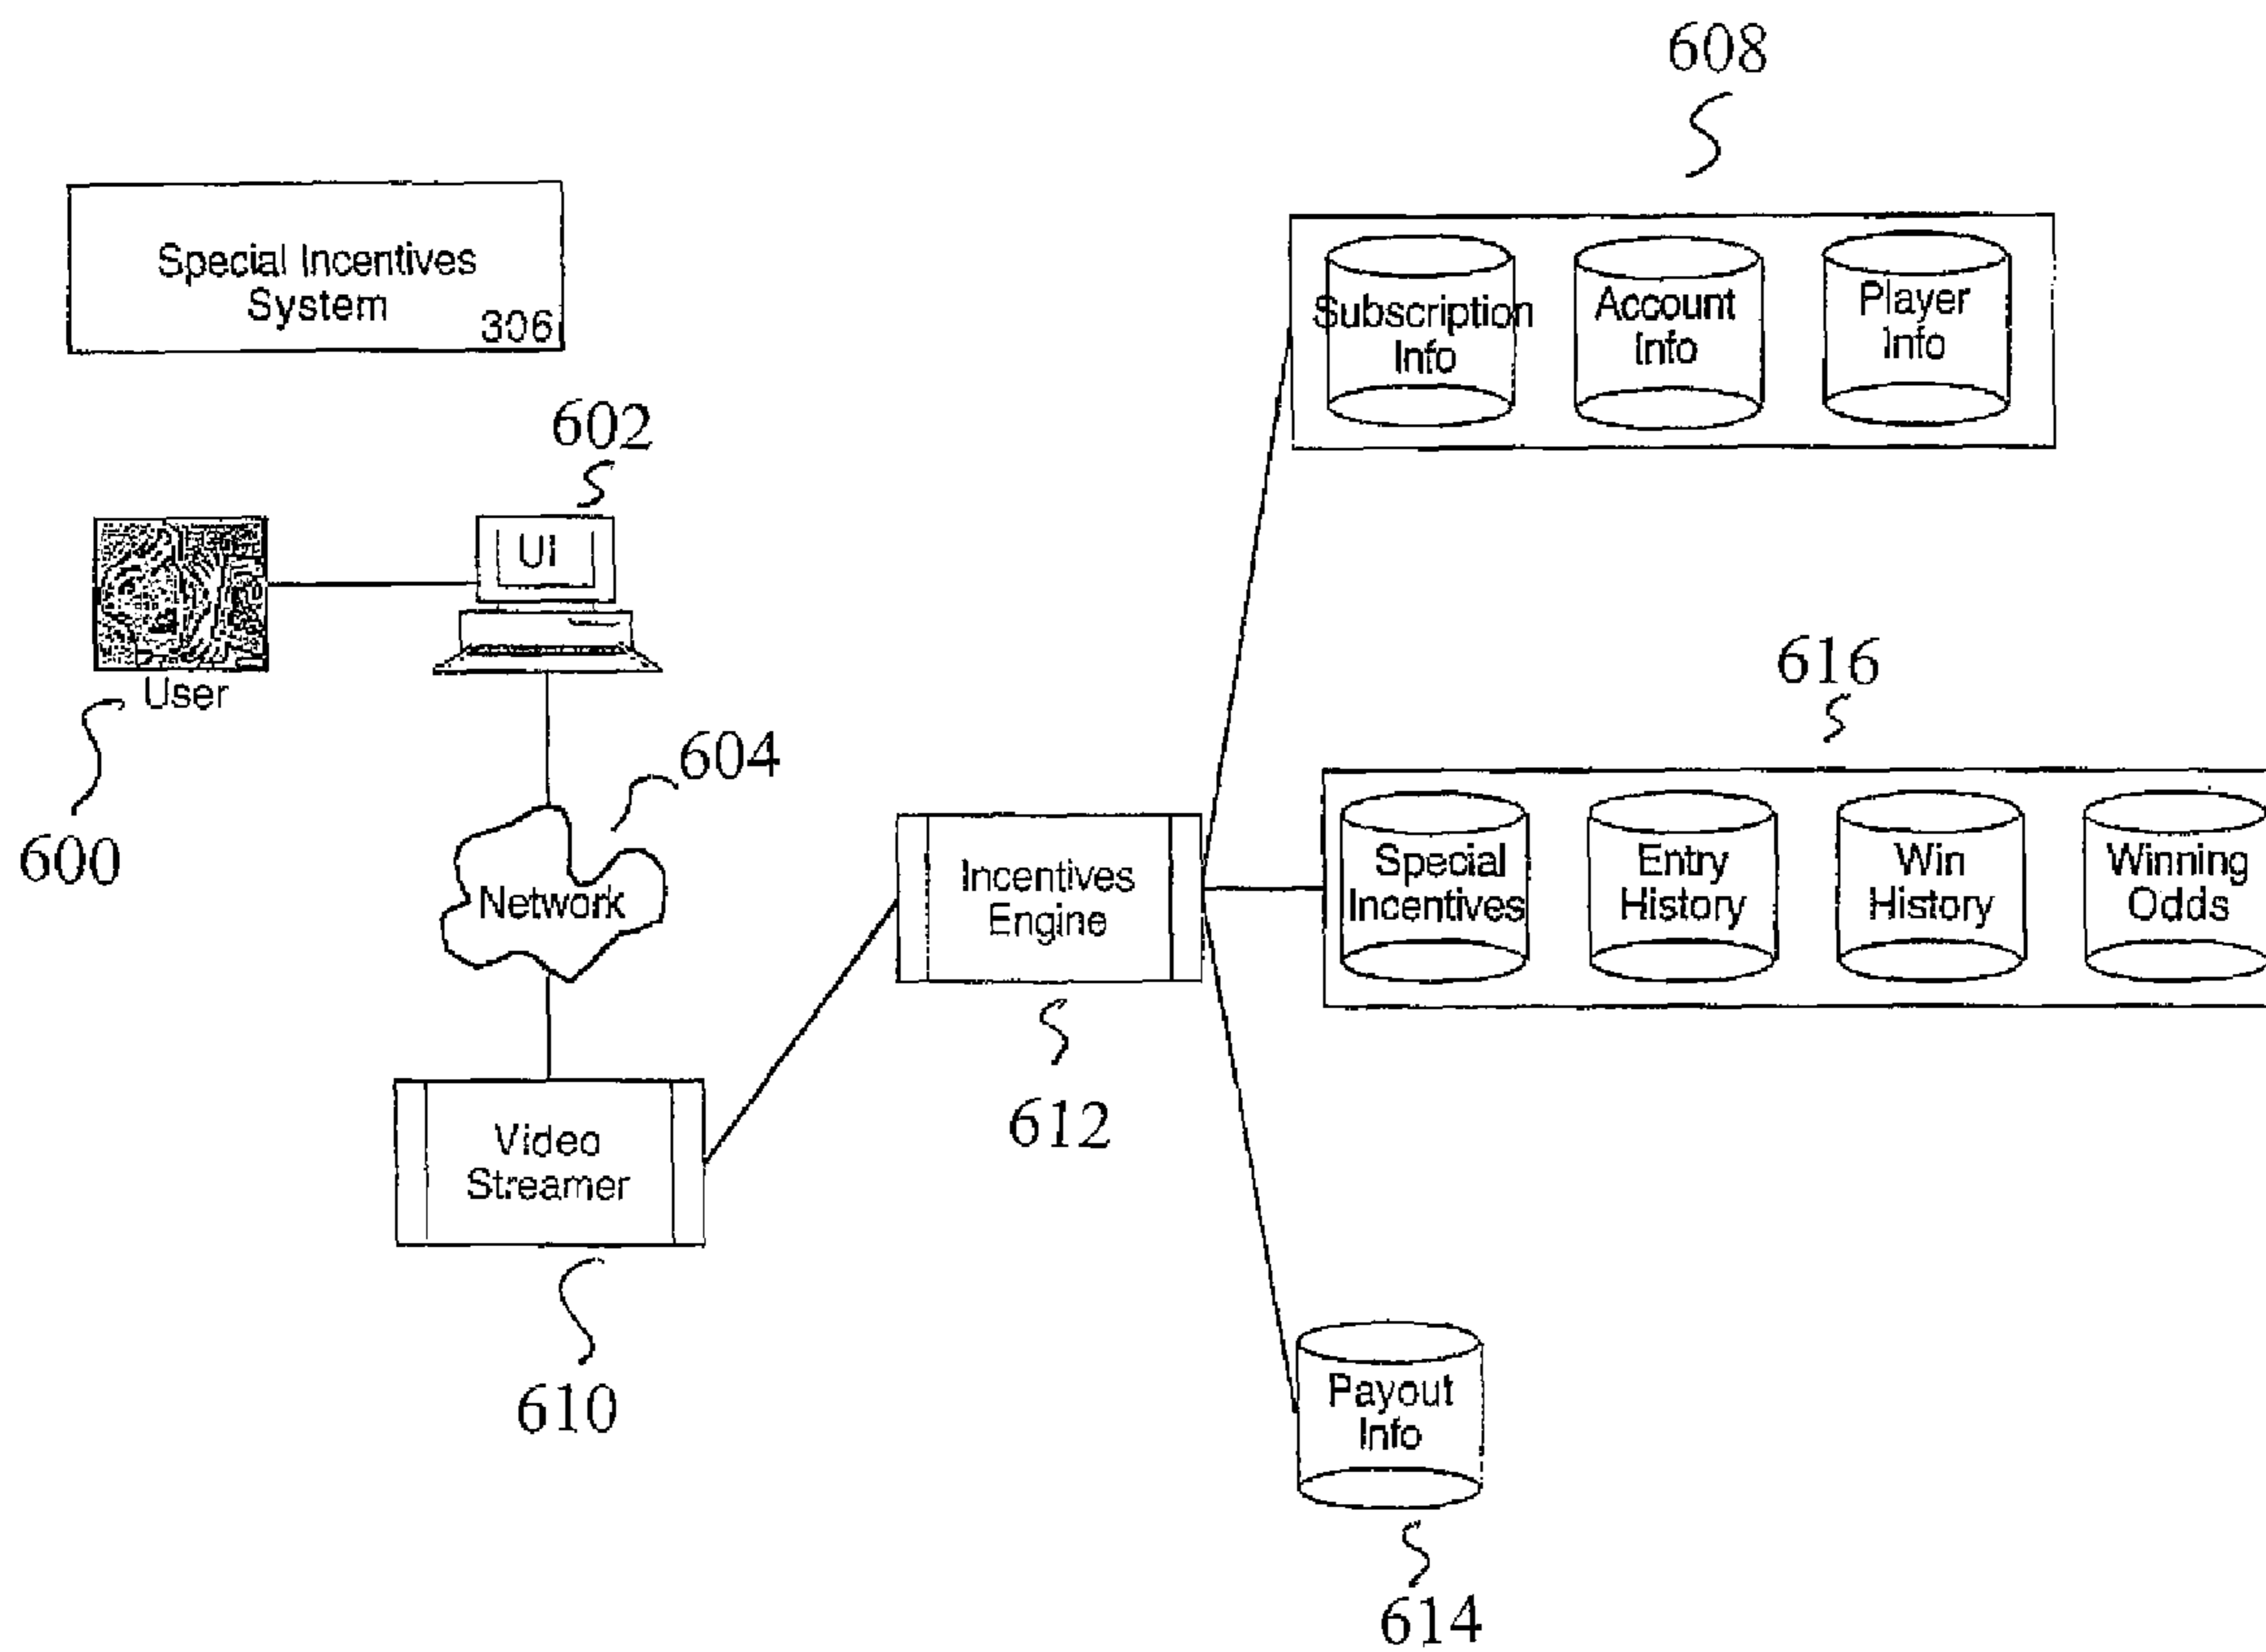 608
Special Incentives
System
306
Subscription
Info
Account
Info
Player
Info
602
UI
User
600
604
Network
616
Special
Incentives
Entry
History
Win
History
Winning
Odds
Incentives
Engine
612
Video
Streamer
610
Payout
Info
614